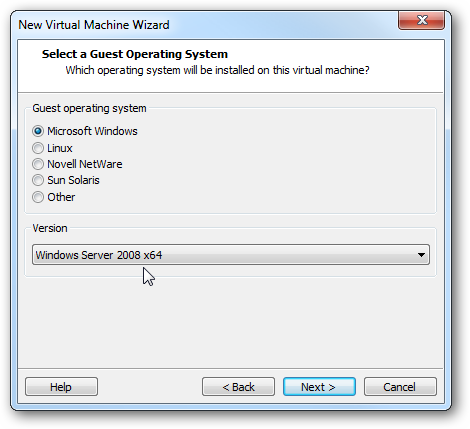 New Virtual Machine Wizard
Select a Guest Operating System
Which operating system will be installed on this virtual machine?
Guest operating system
Microsoft Windows
Linux
Novell NetWare
Sun Solaris
Other
Version
Windows Server 2008 x64
Help
< Back
Next >
Cancel